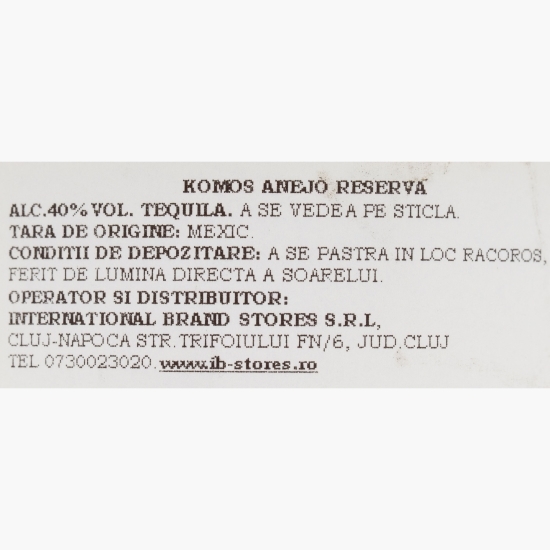 KOMOS ANEJO RESERVA
ALC.40% VOL. TEQUILA. A SE VEDEA PE STICLA.
TARA DE ORIGINE: MEXIC.
CONDITII DE DEPOZITARE: A SE PASTRA IN LOC RACOROS,
FERIT DE LUMINA DIRECTA A SOARELUI.
OPERATOR SI DISTRIBUITOR:
INTERNATIONAL BRAND STORES S.R.L,
CLUJ-NAPOCA STR.TRIFOIULUI FN/6, JUD.CLUJ
TEL 0730023020.www.ib-stores.ro